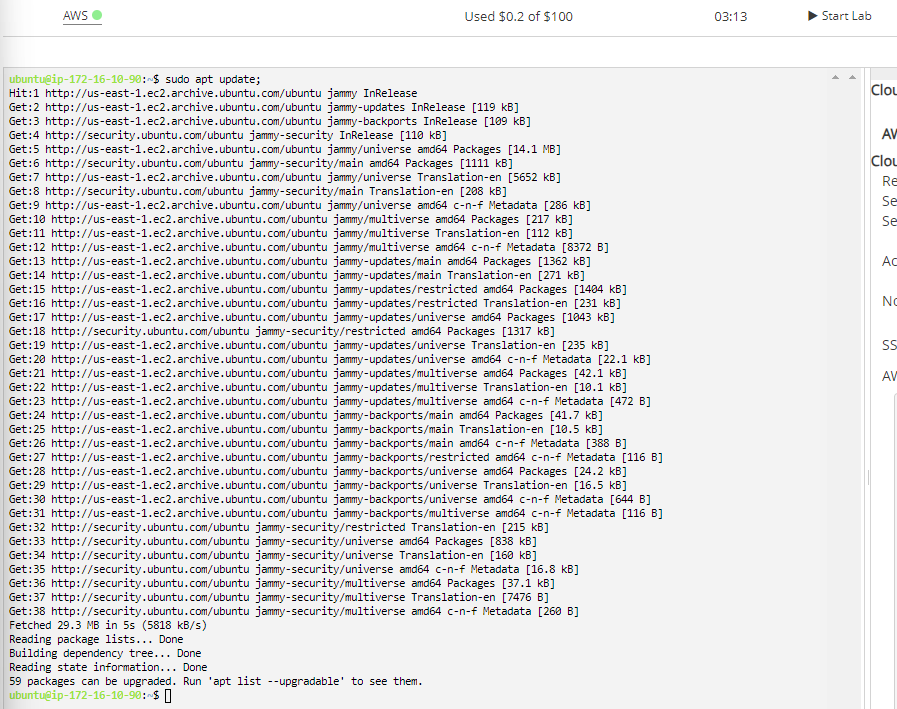 AWS
Used $0.2 of $100
03:13
Start Lab
ubuntu@ip-172-16-10-90:~$ sudo apt update;
Hit:1 http://us-east-1.ec2.archive.ubuntu.com/ubuntu jammy InRelease
Get:2 http://us-east-1.ec2.archive.ubuntu.com/ubuntu jammy-updates InRelease [119 kB]
Get:3 http://us-east-1.ec2.archive.ubuntu.com/ubuntu jammy-backports InRelease [109 kB]
Get:4 http://security.ubuntu.com/ubuntu jammy-security InRelease [110 kB]
Get:5 http://us-east-1.ec2.archive.ubuntu.com/ubuntu jammy/universe amd64 Packages [14.1 MB]
Get:6 http://security.ubuntu.com/ubuntu jammy-security/main amd64 Packages [1111 kB]
Get:7 http://us-east-1.ec2.archive.ubuntu.com/ubuntu jammy/universe Translation-en [5652 kB]
Get:8 http://security.ubuntu.com/ubuntu jammy-security/main Translation-en [208 kB]
Get:9 http://us-east-1.ec2.archive.ubuntu.com/ubuntu jammy/universe amd64 c-n-f Metadata [286 kB]
Get:10 http://us-east-1.ec2.archive.ubuntu.com/ubuntu jammy/multiverse amd64 Packages [217 kB]
Get:11 http://us-east-1.ec2.archive.ubuntu.com/ubuntu jammy/multiverse Translation-en [112 kB]
Get:12 http://us-east-1.ec2.archive.ubuntu.com/ubuntu jammy/multiverse amd64 c-n-f Metadata [8372 B]
Get:13 http://us-east-1.ec2.archive.ubuntu.com/ubuntu jammy-updates/main amd64 Packages [1362 kB]
Get:14 http://us-east-1.ec2.archive.ubuntu.com/ubuntu jammy-updates/main Translation-en [271 kB]
Get:15 http://us-east-1.ec2.archive.ubuntu.com/ubuntu jammy-updates/restricted amd64 Packages [1404 kB]
Get:16 http://us-east-1.ec2.archive.ubuntu.com/ubuntu jammy-updates/restricted Translation-en [231 kB]
Get:17 http://us-east-1.ec2.archive.ubuntu.com/ubuntu jammy-updates/universe amd64 Packages [1043 kB]
Get:18 http://security.ubuntu.com/ubuntu jammy-security/restricted amd64 Packages [1317 kB]
Get:19 http://us-east-1.ec2.archive.ubuntu.com/ubuntu jammy-updates/universe Translation-en [235 kB]
Get:20 http://us-east-1.ec2.archive.ubuntu.com/ubuntu jammy-updates/universe amd64 c-n-f Metadata [22.1 kB]
Get:21 http://us-east-1.ec2.archive.ubuntu.com/ubuntu jammy-updates/multiverse amd64 Packages [42.1 kB]
Get:22 http://us-east-1.ec2.archive.ubuntu.com/ubuntu jammy-updates/multiverse Translation-en [10.1 kB]
Get:23 http://us-east-1.ec2.archive.ubuntu.com/ubuntu jammy-updates/multiverse amd64 c-n-f Metadata [472 B]
Get:24 http://us-east-1.ec2.archive.ubuntu.com/ubuntu jammy-backports/main amd64 Packages [41.7 kB]
Get:25 http://us-east-1.ec2.archive.ubuntu.com/ubuntu jammy-backports/main Translation-en [10.5 kB]
Get:26 http://us-east-1.ec2.archive.ubuntu.com/ubuntu jammy-backports/main amd64 c-n-f Metadata [388 B]
Get:27 http://us-east-1.ec2.archive.ubuntu.com/ubuntu jammy-backports/restricted amd64 c-n-f Metadata [116 B]
Get:28 http://us-east-1.ec2.archive.ubuntu.com/ubuntu jammy-backports/universe amd64 Packages [24.2 kB]
Get:29 http://us-east-1.ec2.archive.ubuntu.com/ubuntu jammy-backports/universe Translation-en [16.5 kB]
Get:30 http://us-east-1.ec2.archive.ubuntu.com/ubuntu jammy-backports/universe amd64 c-n-f Metadata [644 B]
Get:31 http://us-east-1.ec2.archive.ubuntu.com/ubuntu jammy-backports/multiverse amd64 c-n-f Metadata [116 B]
Get:32 http://security.ubuntu.com/ubuntu jammy-security/restricted Translation-en [215 kB]
Get:33 http://security.ubuntu.com/ubuntu jammy-security/universe amd64 Packages [838 kB]
Get:34 http://security.ubuntu.com/ubuntu jammy-security/universe Translation-en [160 kB]
Get:35 http://security.ubuntu.com/ubuntu jammy-security/universe amd64 c-n-f Metadata [16.8 kB]
Get:36 http://security.ubuntu.com/ubuntu jammy-security/multiverse amd64 Packages [37.1 kB]
Get:37 http://security.ubuntu.com/ubuntu jammy-security/multiverse Translation-en [7476 B]
Get:38 http://security.ubuntu.com/ubuntu jammy-security/multiverse amd64 c-n-f Metadata [260 B]
Fetched 29.3 MB in 5s (5818 kB/s)
Reading package lists... Done
Building dependency tree... Done
Reading state information... Done
59 packages can be upgraded. Run 'apt list --upgradable' to see them.
ubuntu@ip-172-16-10-90:~$
Clou
Clou
Re
Se
Se
Ac
SS